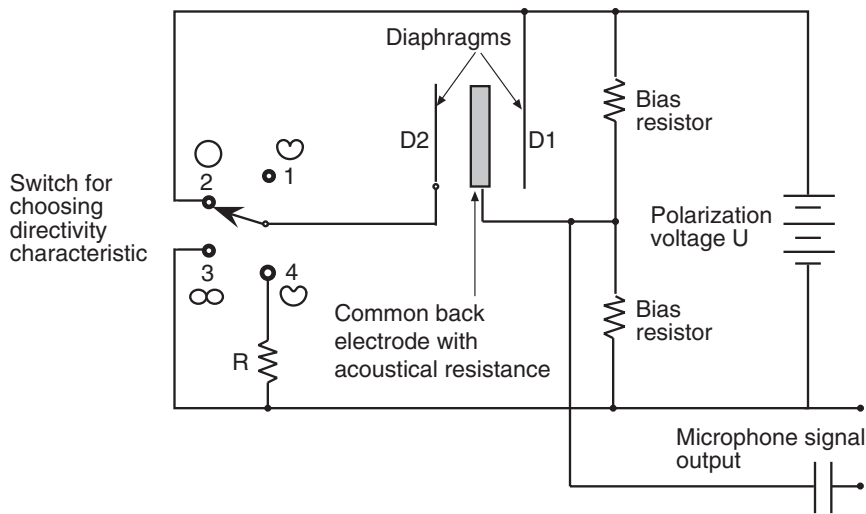 Diaphragms
D2
D1
Bias
resistor
2
1
Switch for
choosing
directivity
characteristic
Polarization
voltage U
3
4
Common back
electrode with
acoustical resistance
Bias
resistor
R
Microphone signal
output